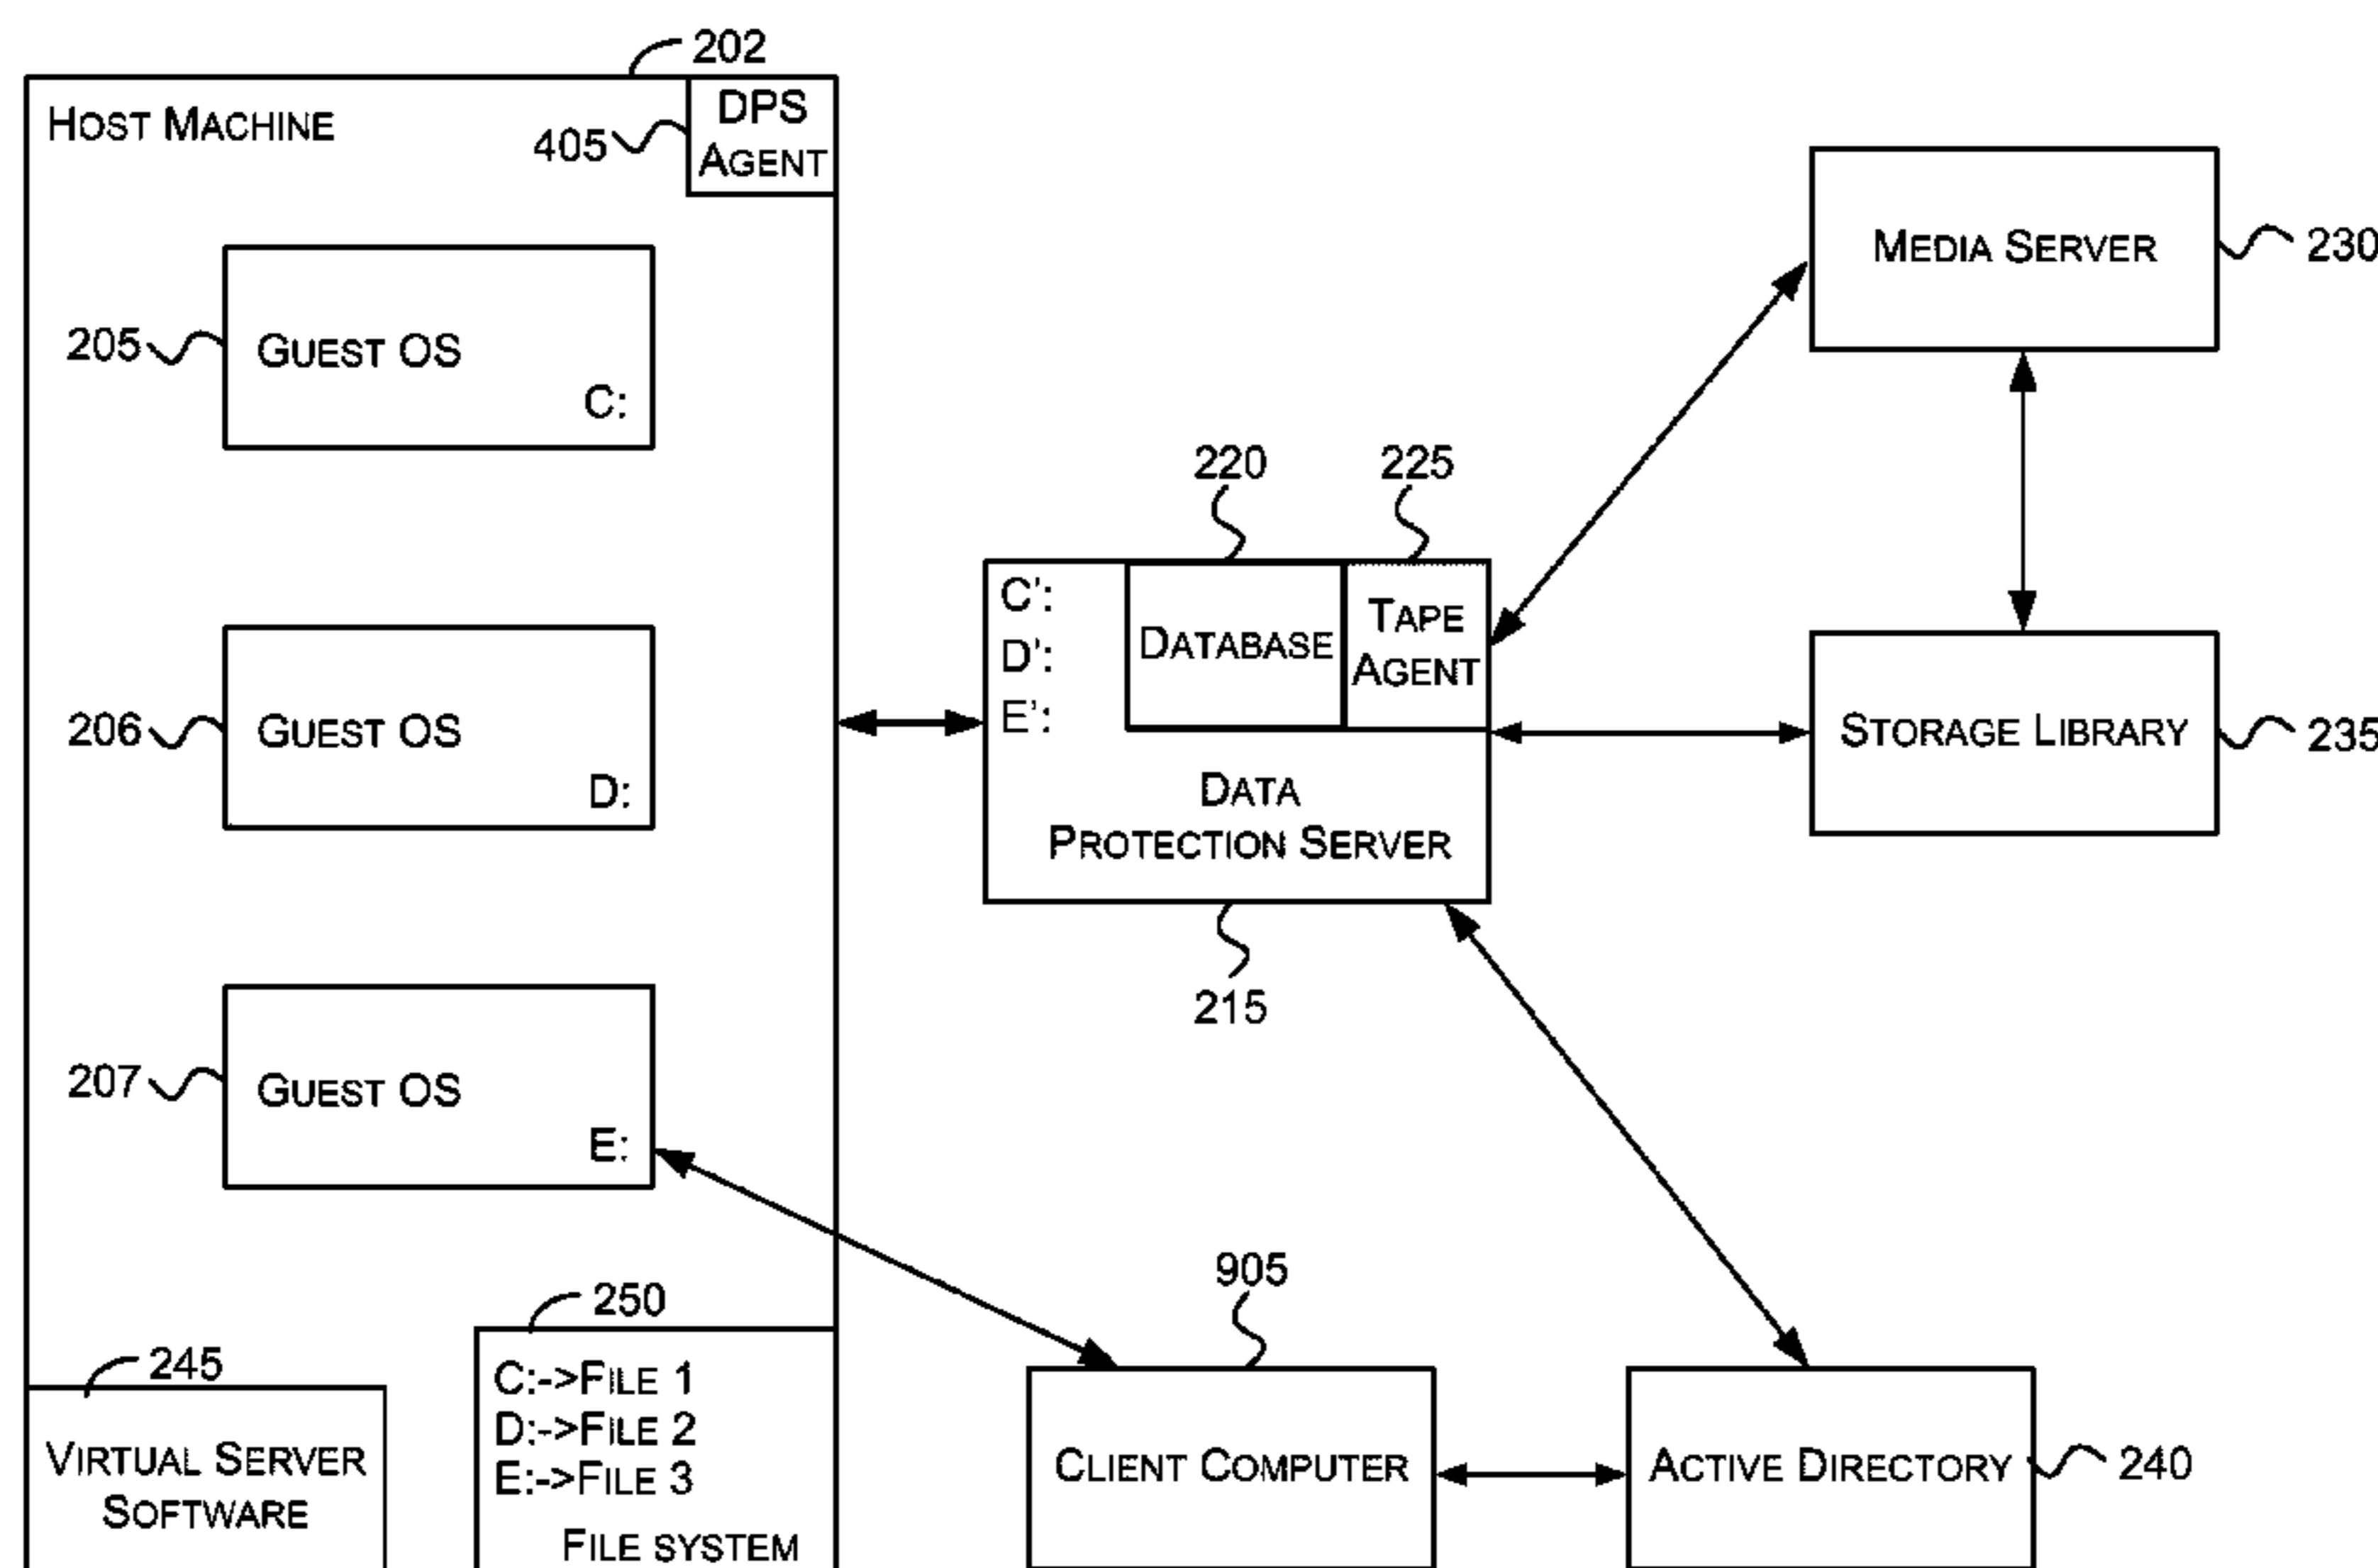 202
HOST MACHINE
405
DPS
AGENT
205
GUEST OS
C:
206
GUEST OS
D:
207
GUEST OS
E:
245
VIRTUAL SERVER
SOFTWARE
250
C:->FILE 1
D:->FILE 2
E:->FILE 3
FILE SYSTEM
220
225
C':
D':
E':
DATABASE
TAPE
AGENT
DATA
PROTECTION SERVER
215
MEDIA SERVER
230
STORAGE LIBRARY
235
905
CLIENT COMPUTER
ACTIVE DIRECTORY
240